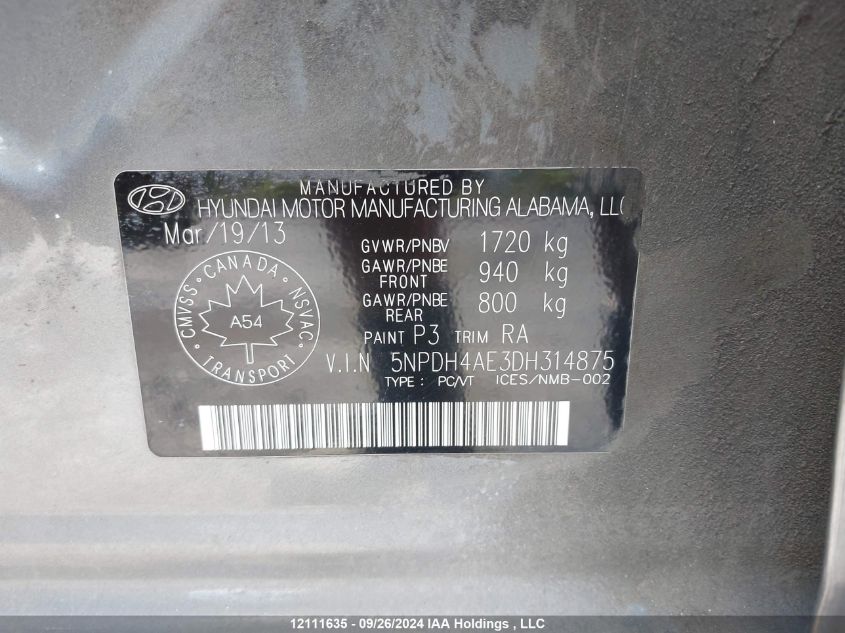 MANUFACTURED BY
HYUNDAI MOTOR MANUFACTURING ALABAMA, LLC
Mar/19/13
GVWR/PNBV 1720 kg
GAWR/PNBE FRONT 940 kg
GAWR/PNBE REAR 800 kg
CANADA
CMVSS
NSVAC
A54
TRANSPORT
PAINT P3 TRIM RA
V.I.N 5NPDH4AE3DH314875
TYPE: PC/VT ICES/NMB-002
12111635 - 09/26/2024 IAA Holdings , LLC